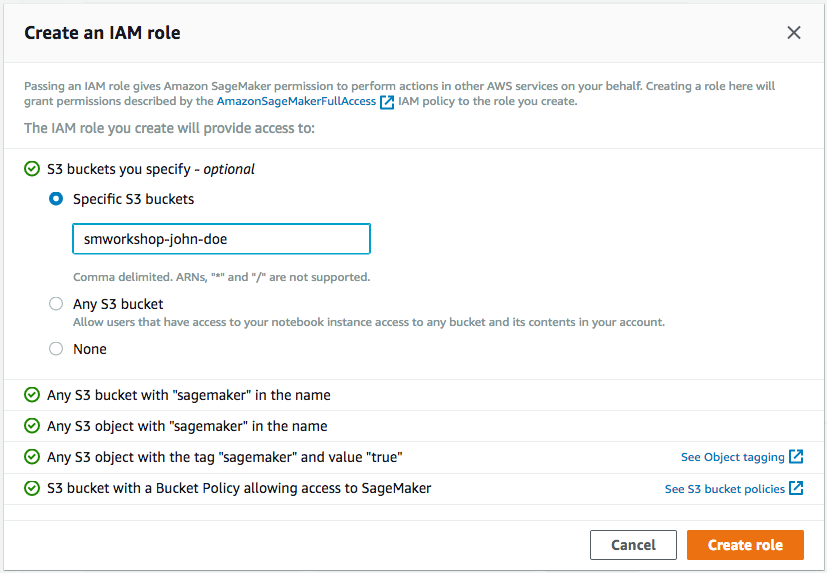 Create an IAM role
Passing an IAM role gives Amazon SageMaker permission to perform actions in other AWS services on your behalf. Creating a role here will
grant permissions described by the AmazonSageMakerFullAccess IAM policy to the role you create.
The IAM role you create will provide access to:
S3 buckets you specify - optional
Specific S3 buckets
smworkshop-john-doe
Comma delimited. ARNs, "*" and "/" are not supported.
Any S3 bucket
Allow users that have access to your notebook instance access to any bucket and its contents in your account.
None
Any S3 bucket with "sagemaker" in the name
Any S3 object with "sagemaker" in the name
Any S3 object with the tag "sagemaker" and value "true" See Object tagging
S3 bucket with a Bucket Policy allowing access to SageMaker See S3 bucket policies
Cancel Create role